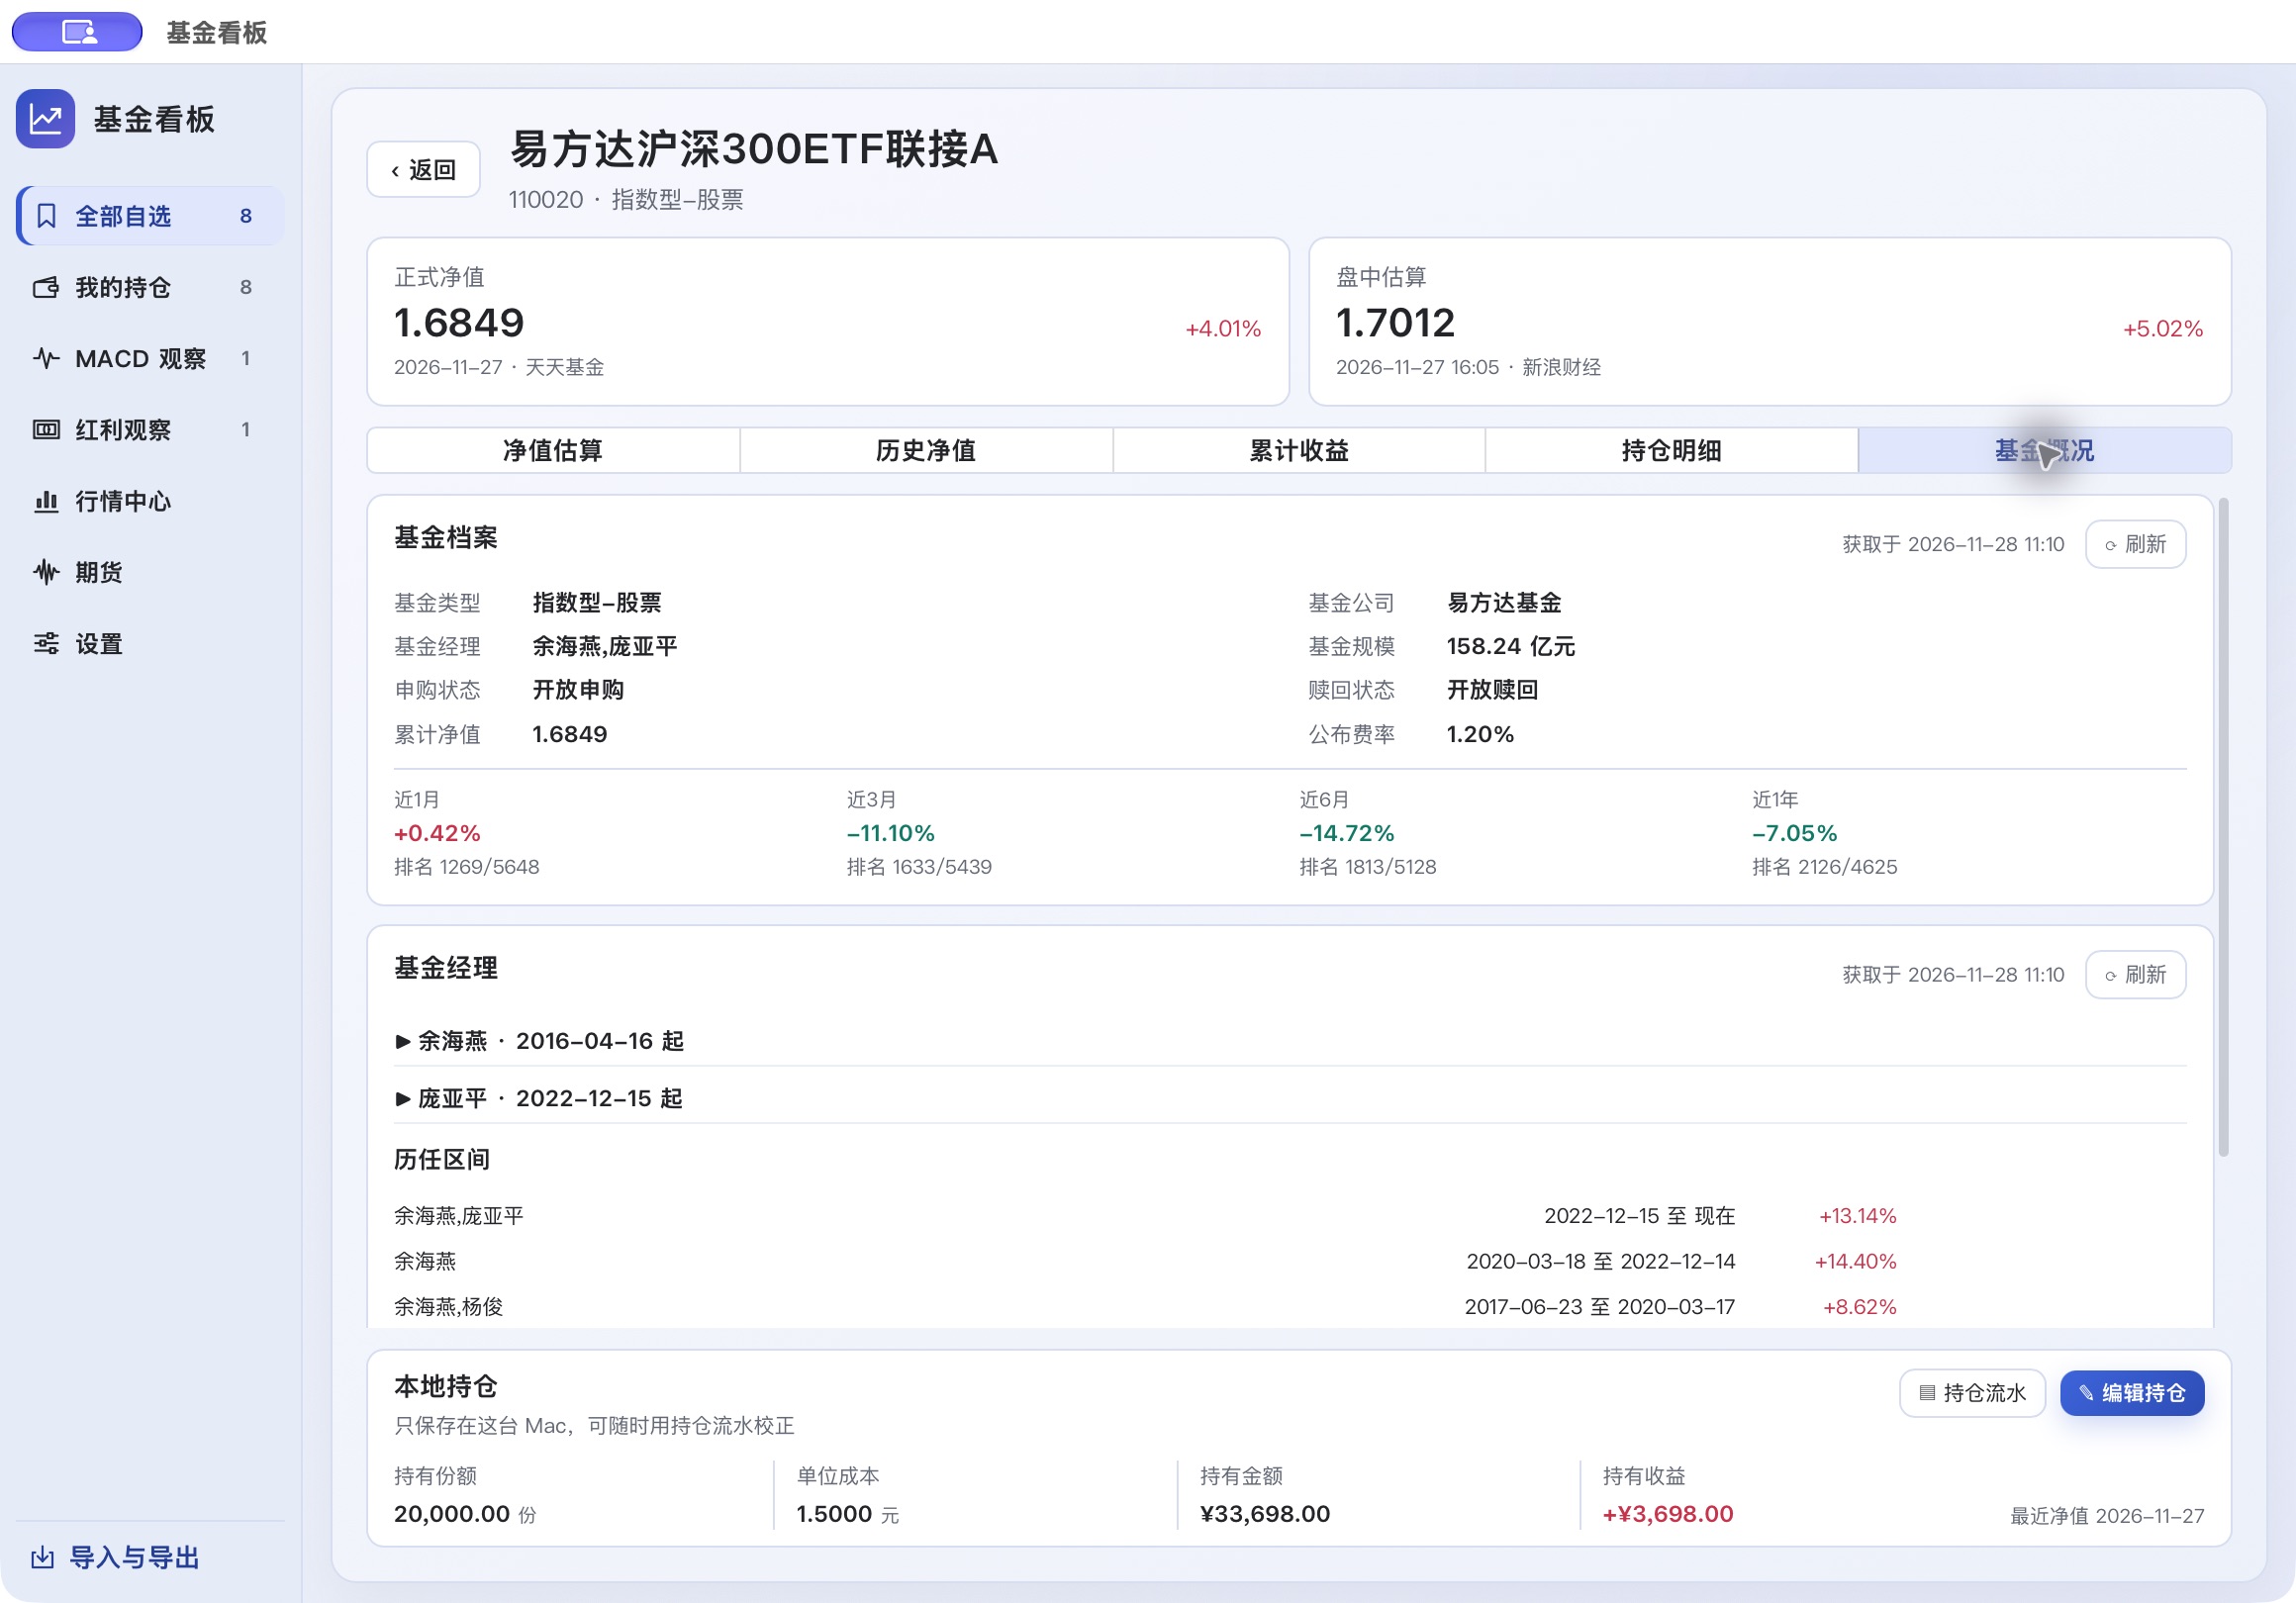 基金看板
基金看板
全部自选 8
我的持仓 8
MACD 观察 1
红利观察 1
行情中心
期货
设置
导入与导出
‹ 返回
易方达沪深300ETF联接A
110020 · 指数型-股票
正式净值
1.6849 +4.01%
2026-11-27 · 天天基金
盘中估算
1.7012 +5.02%
2026-11-27 16:05 · 新浪财经
净值估算 历史净值 累计收益 持仓明细 基金概况
基金档案 获取于 2026-11-28 11:10 ⟳ 刷新
基金类型 指数型-股票 基金公司 易方达基金
基金经理 余海燕,庞亚平 基金规模 158.24 亿元
申购状态 开放申购 赎回状态 开放赎回
累计净值 1.6849 公布费率 1.20%
近1月 近3月 近6月 近1年
+0.42% -11.10% -14.72% -7.05%
排名 1269/5648 排名 1633/5439 排名 1813/5128 排名 2126/4625
基金经理 获取于 2026-11-28 11:10 ⟳ 刷新
▶ 余海燕 · 2016-04-16 起
▶ 庞亚平 · 2022-12-15 起
历任区间
余海燕,庞亚平 2022-12-15 至 现在 +13.14%
余海燕 2020-03-18 至 2022-12-14 +14.40%
余海燕,杨俊 2017-06-23 至 2020-03-17 +8.62%
本地持仓 ▤ 持仓流水 ✎ 编辑持仓
只保存在这台 Mac，可随时用持仓流水校正
持有份额 单位成本 持有金额 持有收益
20,000.00 份 1.5000 元 ¥33,698.00 +¥3,698.00 最近净值 2026-11-27